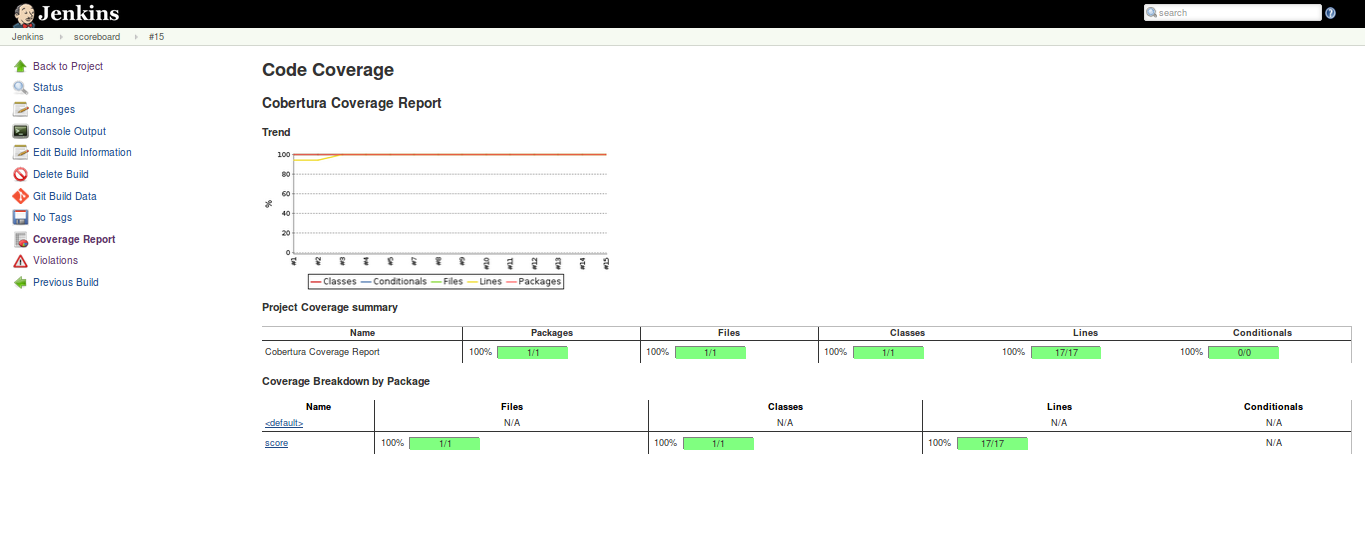 Jenkins
search
Jenkins scoreboard #15
Back to Project
Status
Changes
Console Output
Edit Build Information
Delete Build
Git Build Data
No Tags
Coverage Report
Violations
Previous Build
Code Coverage
Cobertura Coverage Report
Trend
100
80
60
40
20
0
%
#1 #2 #3 #4 #5 #7 #8 #9 #10 #11 #12 #13 #14 #15
Classes Conditionals Files Lines Packages
Project Coverage summary
Name Packages Files Classes Lines Conditionals
Cobertura Coverage Report 100% 1/1 100% 1/1 100% 1/1 100% 17/17 100% 0/0
Coverage Breakdown by Package
Name Files Classes Lines Conditionals
<default> N/A N/A N/A N/A
score 100% 1/1 100% 1/1 100% 17/17 N/A